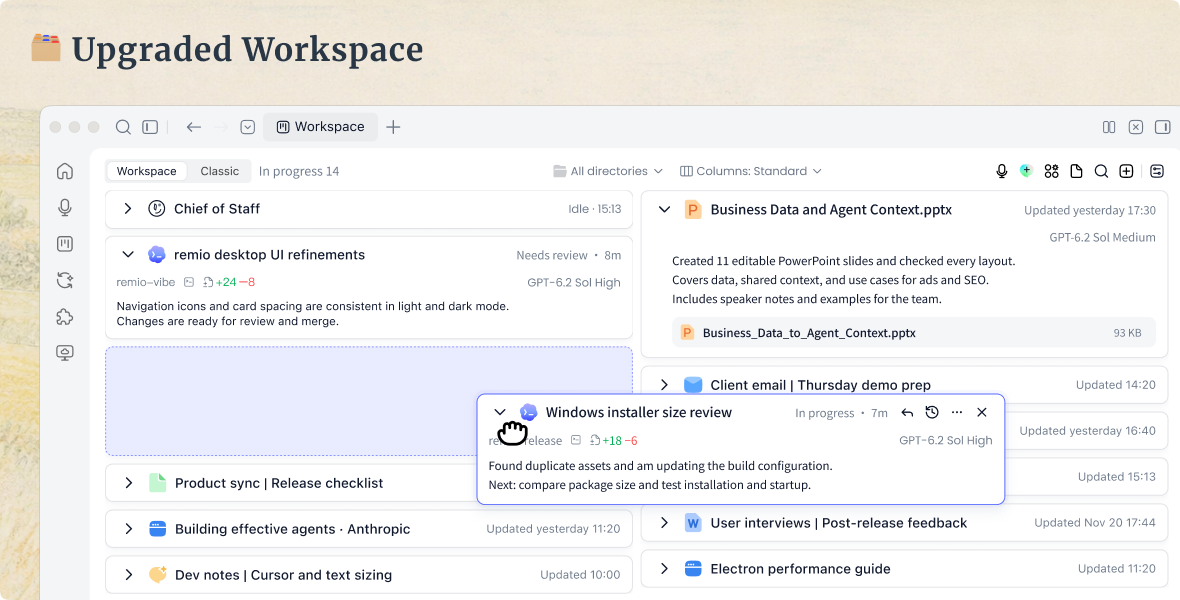 Upgraded Workspace
Workspace
Workspace
Classic
In progress 14
All directories
Columns: Standard
Chief of Staff
Idle · 15:13
remio desktop UI refinements
Needs review • 8m
remio–vibe
+24 −8
GPT-6.2 Sol High
Navigation icons and card spacing are consistent in light and dark mode.
Changes are ready for review and merge.
Product sync | Release checklist
Building effective agents · Anthropic
Updated yesterday 11:20
Dev notes | Cursor and text sizing
Updated 10:00
P
Business Data and Agent Context.pptx
Updated yesterday 17:30
GPT-6.2 Sol Medium
Created 11 editable PowerPoint slides and checked every layout.
Covers data, shared context, and use cases for ads and SEO.
Includes speaker notes and examples for the team.
P
Business_Data_to_Agent_Context.pptx
93 KB
Client email | Thursday demo prep
Updated 14:20
Windows installer size review
In progress • 7m
release
+18 −6
GPT-6.2 Sol High
Found duplicate assets and am updating the build configuration.
Next: compare package size and test installation and startup.
Updated yesterday 16:40
Updated 15:13
W
User interviews | Post-release feedback
Updated Nov 20 17:44
Electron performance guide
Updated 11:20